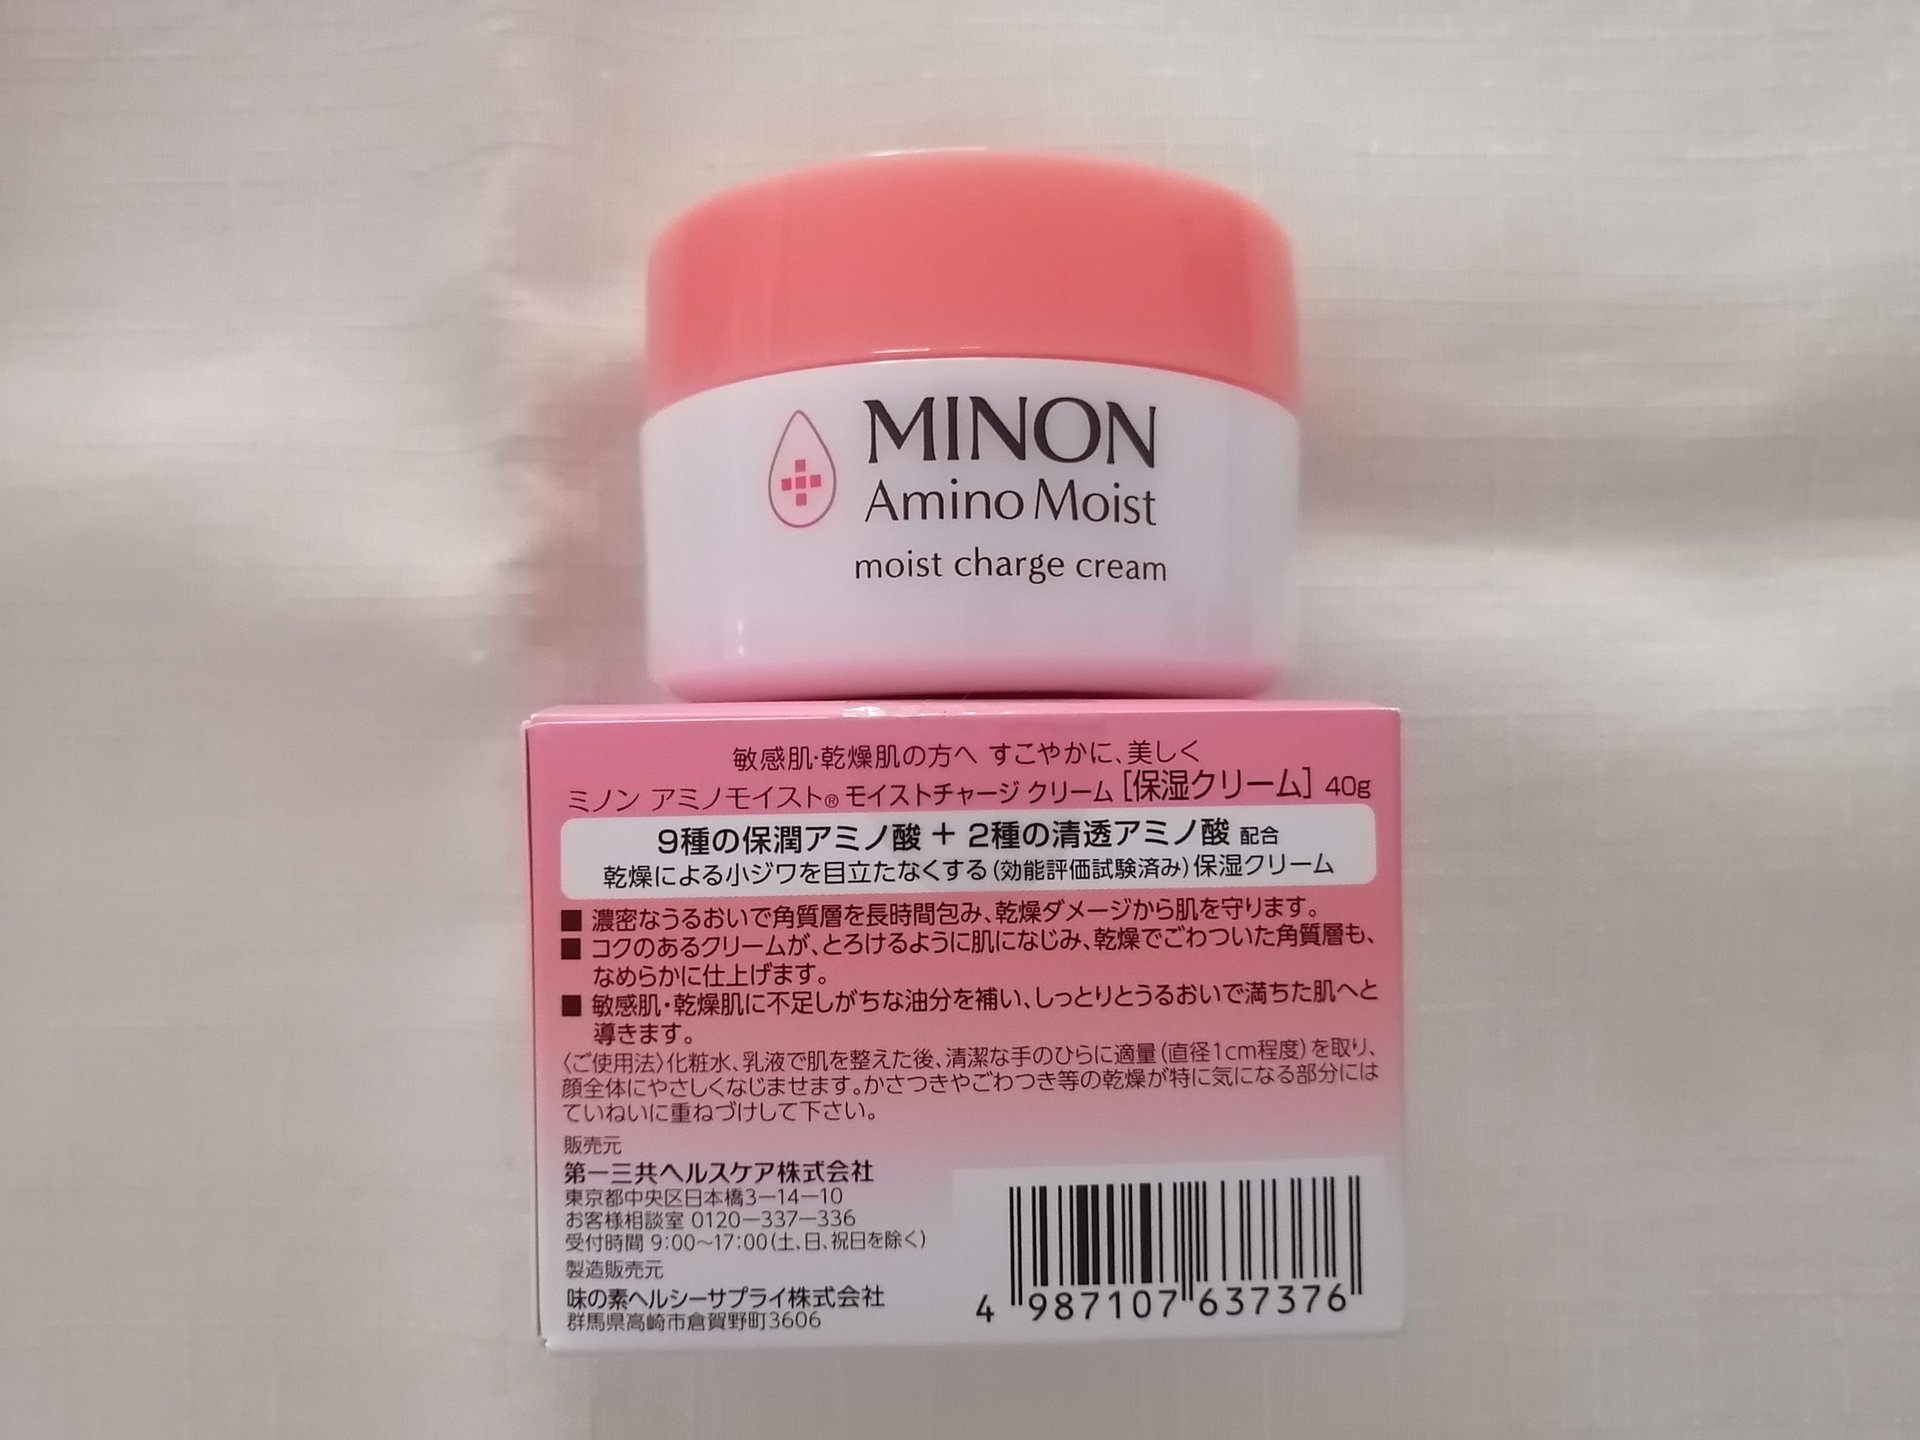 MINON
Amino Moist
moist charge cream
敏感肌・乾燥肌の方へ すこやかに、美しく
ミノン アミノモイスト® モイストチャージ クリーム [保湿クリーム] 40g
9種の保潤アミノ酸 + 2種の清透アミノ酸 配合
乾燥による小ジワを目立たなくする(効能評価試験済み)保湿クリーム
■ 濃密なうるおいで角質層を長時間包み、乾燥ダメージから肌を守ります。
■ コクのあるクリームが、とろけるように肌になじみ、乾燥でごわついた角質層も、
なめらかに仕上げます。
■ 敏感肌・乾燥肌に不足しがちな油分を補い、しっとりとうるおいで満ちた肌へと
導きます。
〈ご使用法〉化粧水、乳液で肌を整えた後、清潔な手のひらに適量(直径1cm程度)を取り、
顔全体にやさしくなじませます。かさつきやごわつき等の乾燥が特に気になる部分には
ていねいに重ねづけして下さい。
販売元
第一三共ヘルスケア株式会社
東京都中央区日本橋3-14-10
お客様相談室 0120-337-336
受付時間 9:00~17:00(土、日、祝日を除く)
製造販売元
味の素ヘルシーサプライ株式会社
群馬県高崎市倉賀野町3606
4 987107 637376